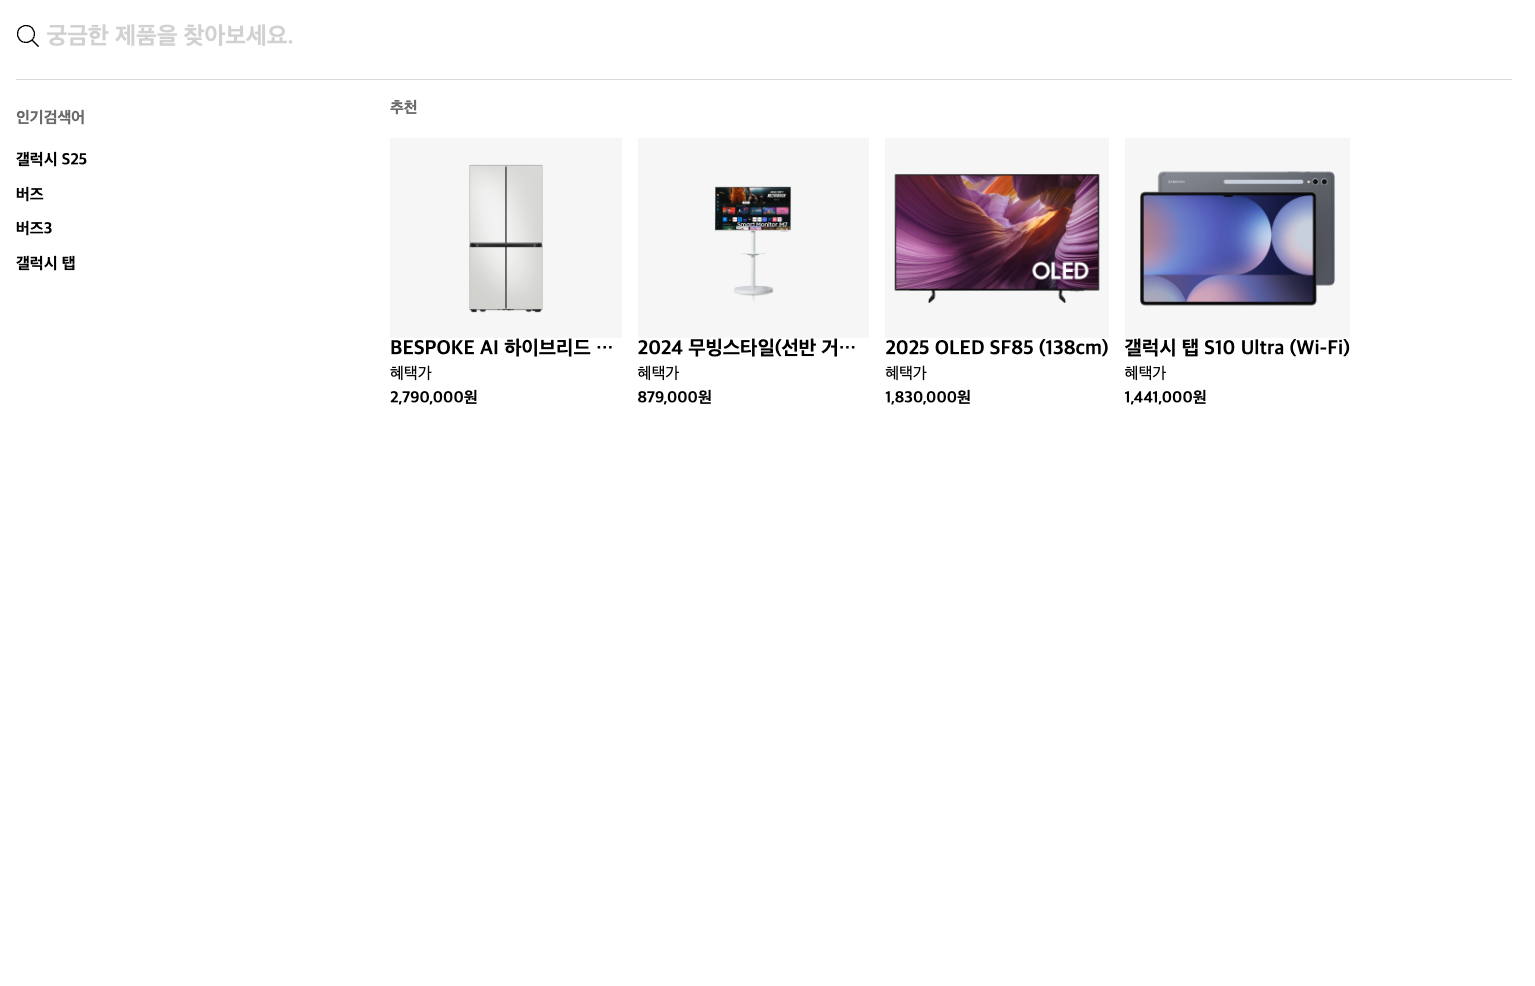 궁금한 제품을 찾아보세요.
인기검색어
갤럭시 S25
버즈
버즈3
갤럭시 탭
추천
OLED
BESPOKE AI 하이브리드 ···
혜택가
2,790,000원
Smart Monitor M7
2024 무빙스타일(선반 거···
혜택가
879,000원
2025 OLED SF85 (138cm)
혜택가
1,830,000원
갤럭시 탭 S10 Ultra (Wi-Fi)
혜택가
1,441,000원